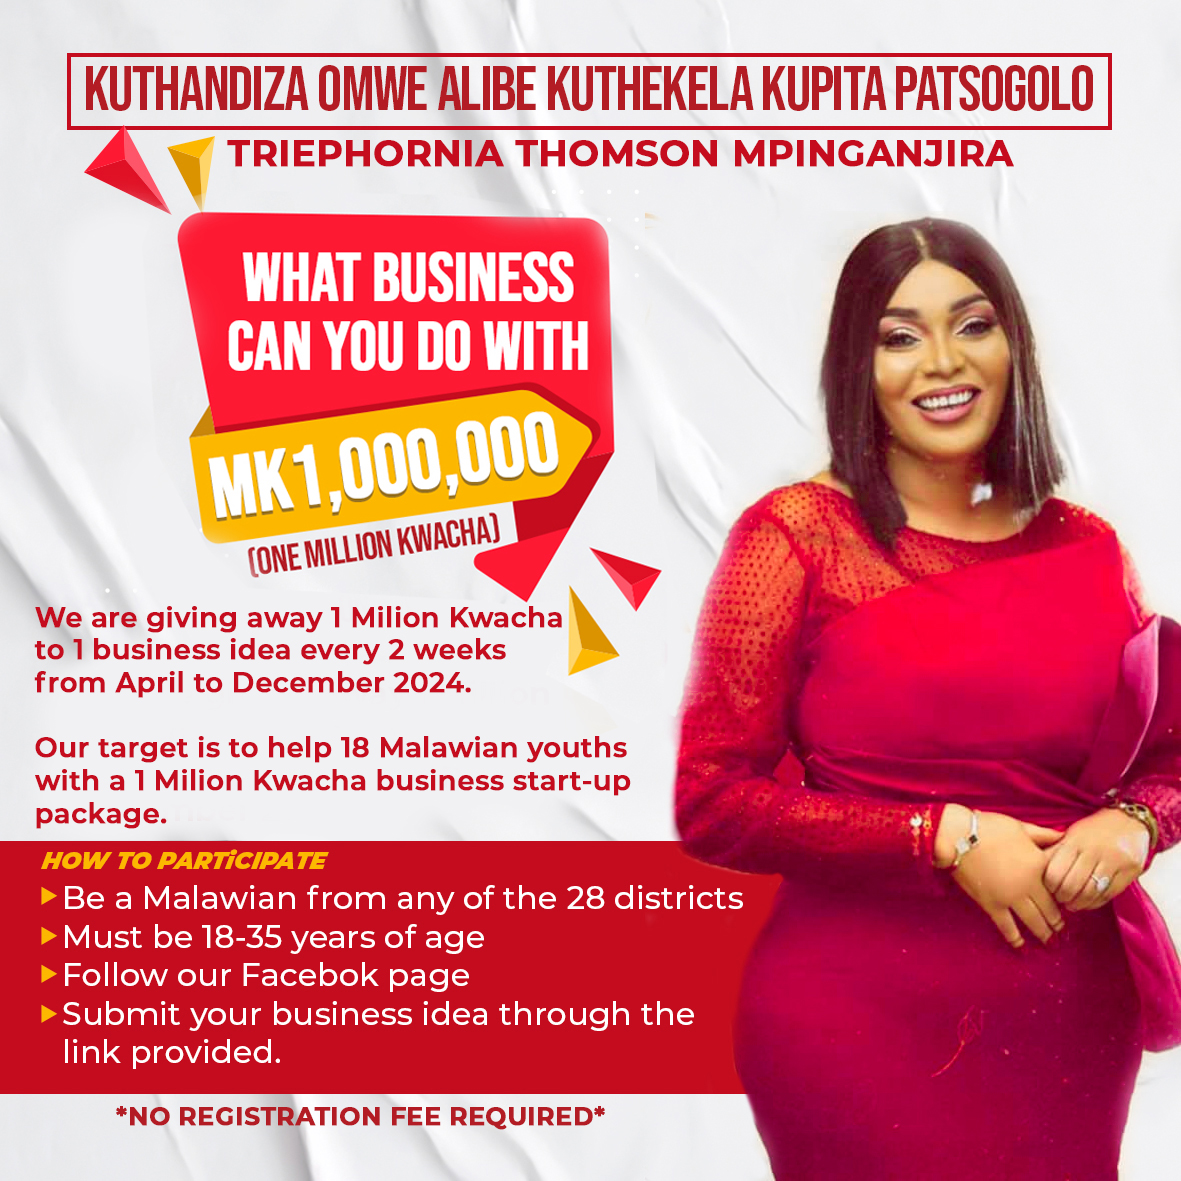 KUTHANDIZA OMWE ALIBE KUTHEKELA KUPITA PATSOGOLO
TRIEPHORNIA THOMSON MPINGANJIRA
WHAT BUSINESS
CAN YOU DO WITH
MK1,000,000
(ONE MILLION KWACHA)
We are giving away 1 Milion Kwacha
to 1 business idea every 2 weeks
from April to December 2024.
Our target is to help 18 Malawian youths
with a 1 Milion Kwacha business start-up
package.
HOW TO PARTiCIPATE
Be a Malawian from any of the 28 districts
Must be 18-35 years of age
Follow our Facebok page
Submit your business idea through the
link provided.
*NO REGISTRATION FEE REQUIRED*